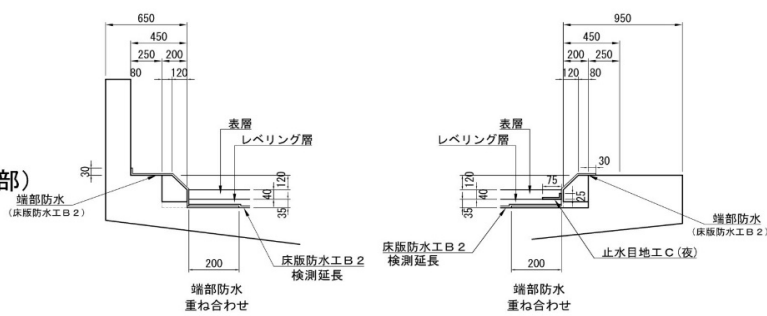 650
450
250 200
80 120
表層
レベリング層
30
部)
端部防水
(床版防水工B2)
120
40
35
床版防水工B2
検測延長
200
端部防水
重ね合わせ
950
450
200 250
120 80
表層
レベリング層
30
75
120
40
35
25
端部防水
(床版防水工B2)
床版防水工B2
検測延長
止水目地工C(夜)
200
端部防水
重ね合わせ